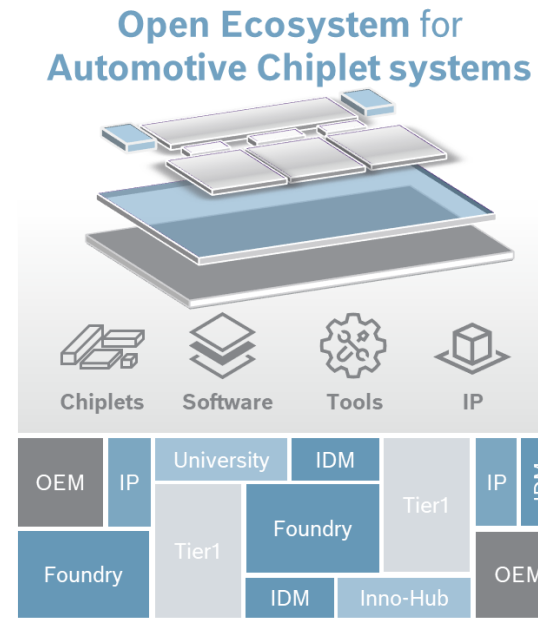 Open Ecosystem for
Automotive Chiplet systems
Chiplets
Software
Tools
IP
OEM
IP
University
IDM
Tier1
IP
IDM
Foundry
Tier1
Foundry
OEM
IDM
Inno-Hub